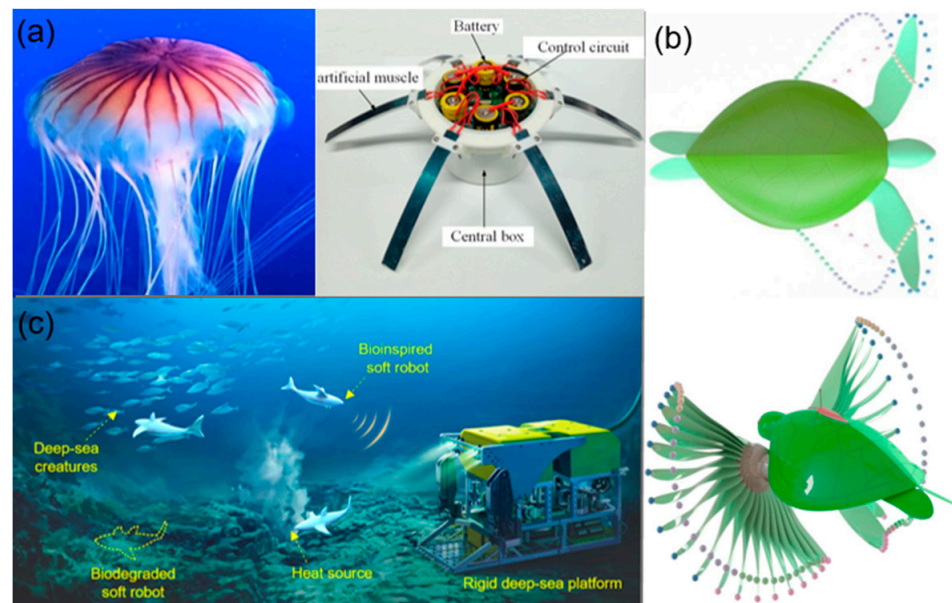 (a)
Battery
Control circuit
artificial muscle
Central box
(b)
(c)
Bioinspired
soft robot
Deep-sea
creatures
Biodegraded
soft robot
Heat source
Rigid deep-sea platform